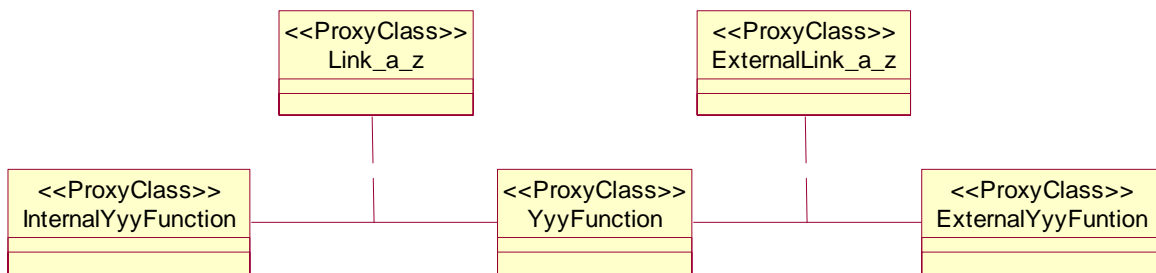 <<ProxyClass>>
Link_a_z
<<ProxyClass>>
ExternalLink_a_z
<<ProxyClass>>
InternalYyyFunction
<<ProxyClass>>
YyyFunction
<<ProxyClass>>
ExternalYyyFuntion